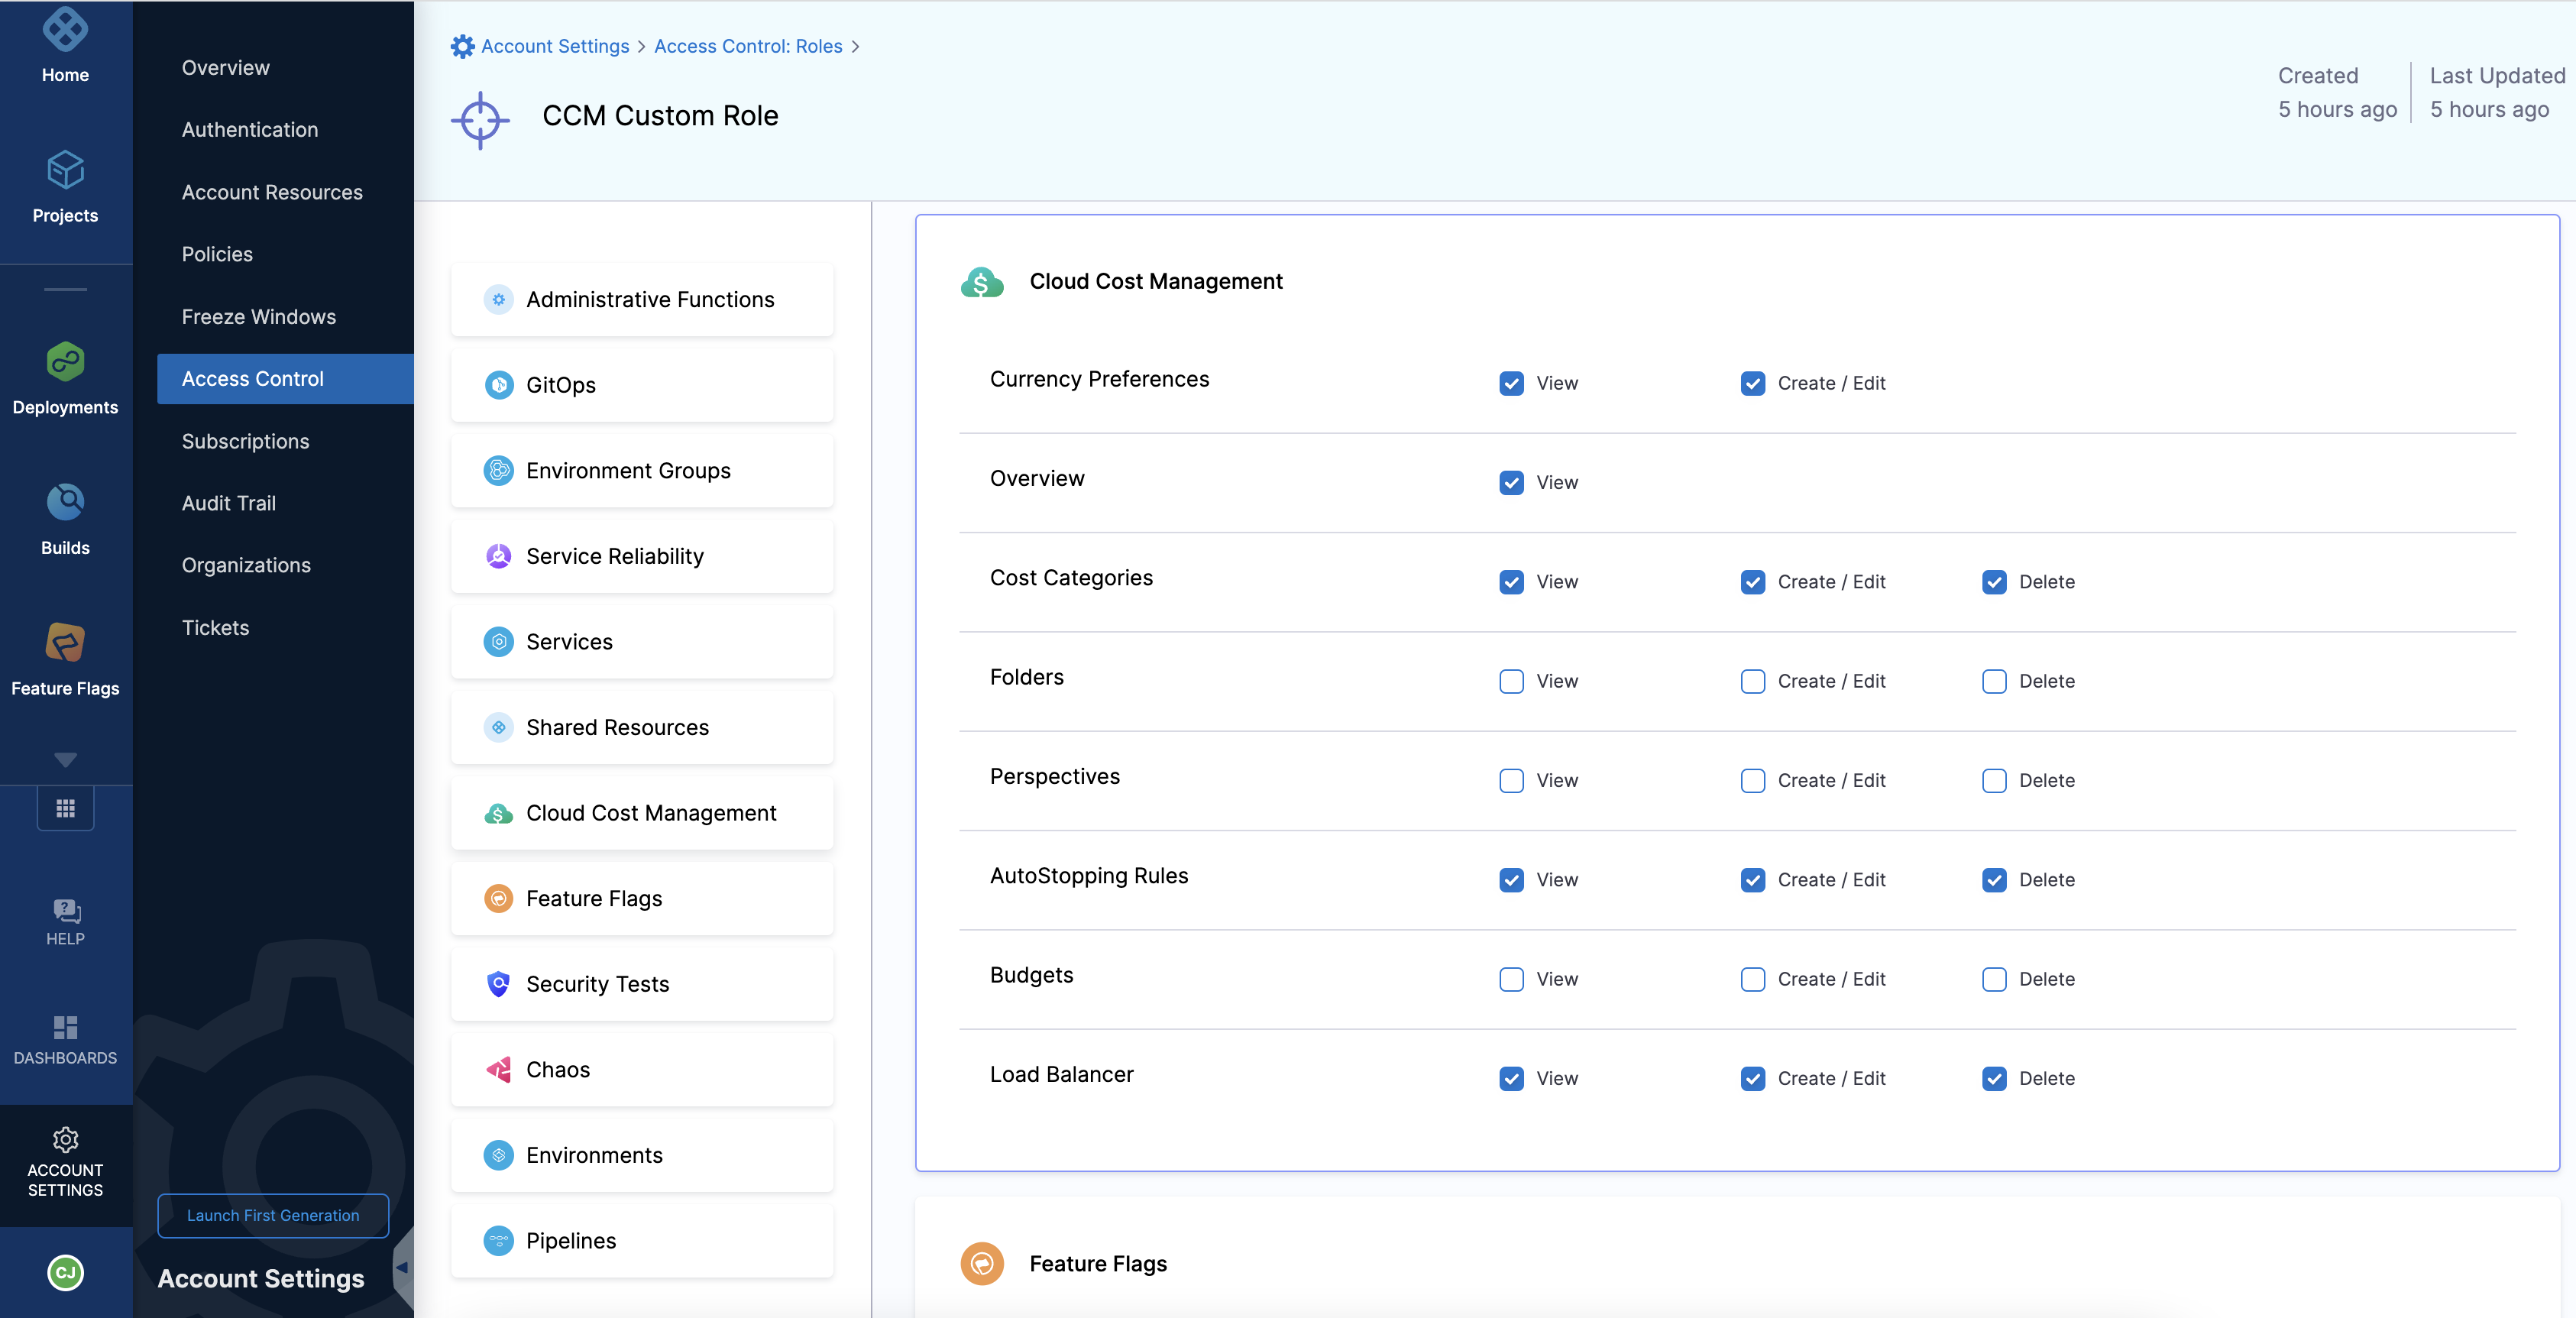 Home
Projects
Deployments
Builds
Feature Flags
HELP
DASHBOARDS
ACCOUNT
SETTINGS
CJ
Overview
Authentication
Account Resources
Policies
Freeze Windows
Access Control
Subscriptions
Audit Trail
Organizations
Tickets
Launch First Generation
Account Settings
Account Settings > Access Control: Roles >
CCM Custom Role
Created
5 hours ago
Last Updated
5 hours ago
Administrative Functions
GitOps
Environment Groups
Service Reliability
Services
Shared Resources
Cloud Cost Management
Feature Flags
Security Tests
Chaos
Environments
Pipelines
Cloud Cost Management
Currency Preferences View Create / Edit
Overview View
Cost Categories View Create / Edit Delete
Folders View Create / Edit Delete
Perspectives View Create / Edit Delete
AutoStopping Rules View Create / Edit Delete
Budgets View Create / Edit Delete
Load Balancer View Create / Edit Delete
Feature Flags